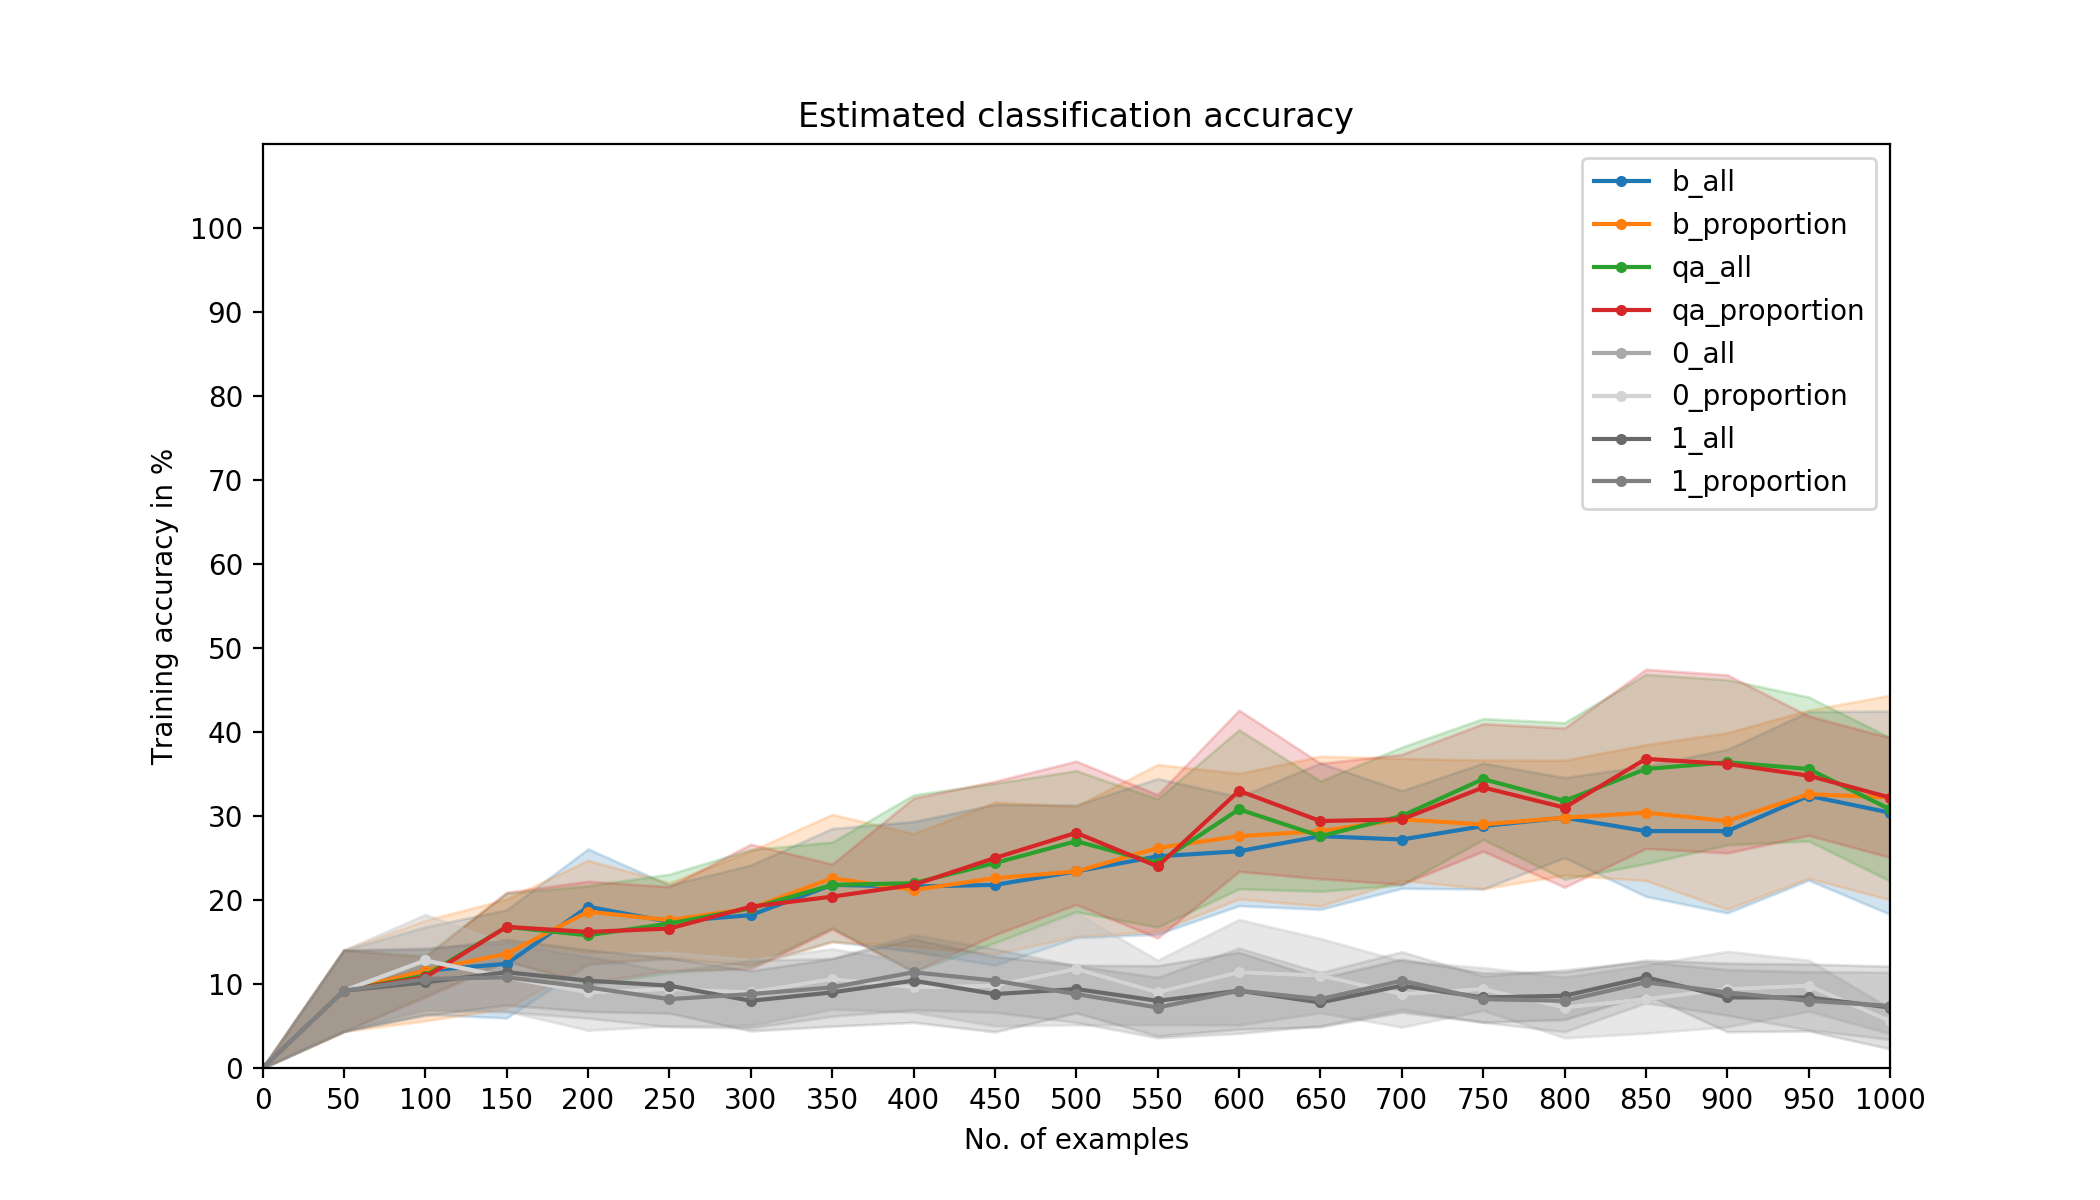 Estimated classification accuracy
Training accuracy in %
100
90
80
70
60
50
40
30
20
10
0
b_all
b_proportion
qa_all
qa_proportion
0_all
0_proportion
1_all
1_proportion
0 50 100 150 200 250 300 350 400 450 500 550 600 650 700 750 800 850 900 950 1000
No. of examples